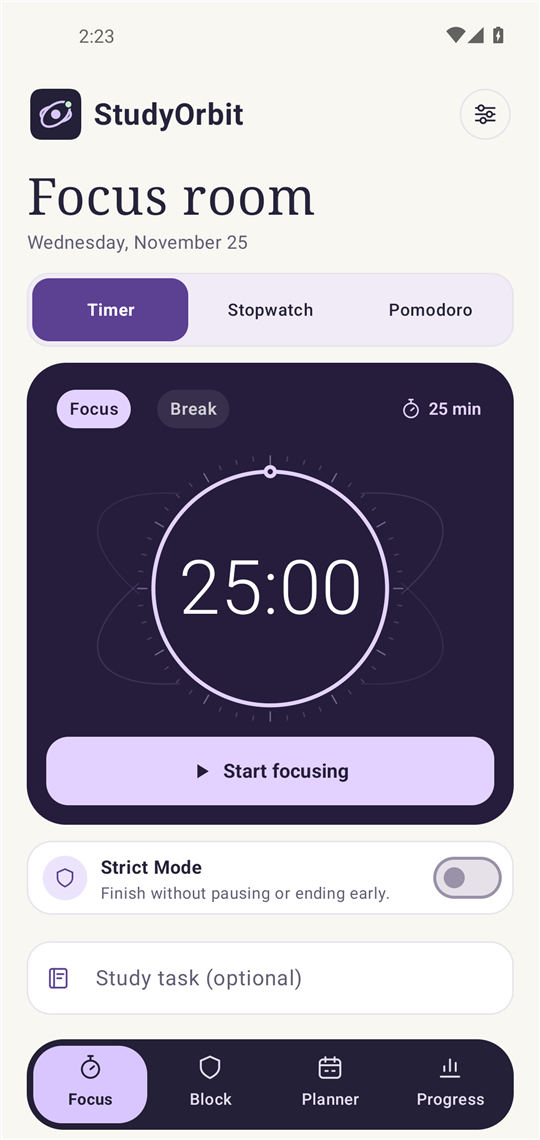 2:23
StudyOrbit
Focus room
Wednesday, November 25
Timer Stopwatch Pomodoro
Focus Break 25 min
25:00
Start focusing
Strict Mode
Finish without pausing or ending early.
Study task (optional)
Focus Block Planner Progress